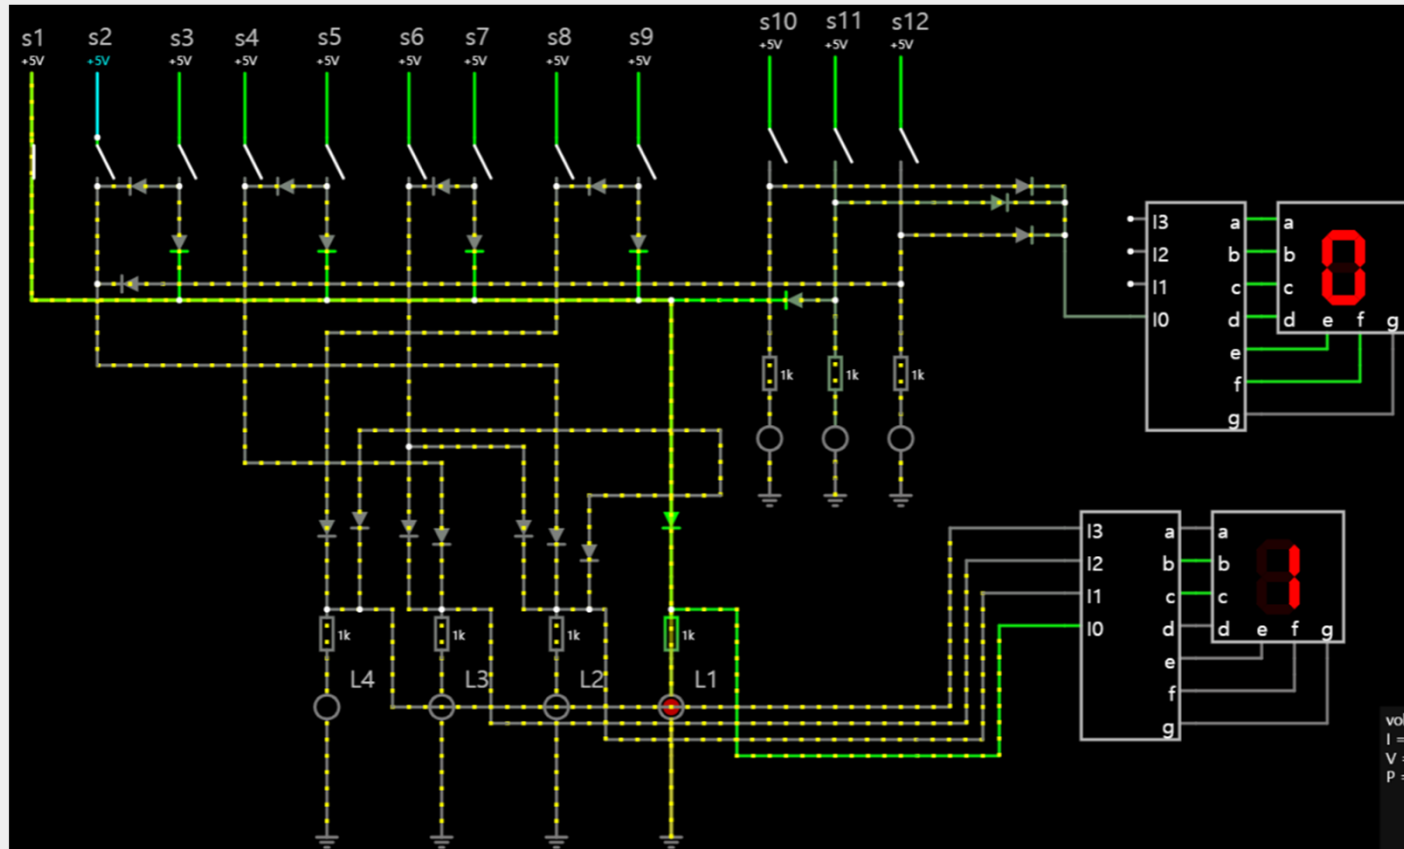 s10 s11 s12
s1 s2 s3 s4 s5 s6 s7 s8 s9
+5V +5V +5V
+5V +5V +5V +5V +5V +5V +5V +5V +5V
I3 a a
I2 b b
I1 c c
I0 d d e f g
0
e
f
g
1k 1k 1k
I3 a a
I2 b b
I1 c c
I0 d d e f g
1
e
f
g
1k 1k 1k 1k
L4 L3 L2 L1
I =
V =
P =